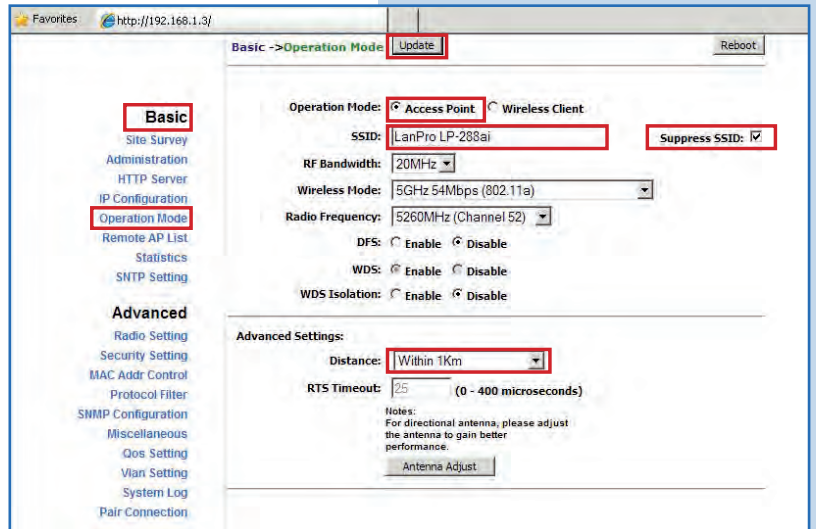 Favorites http://192.168.1.3/
Basic ->Operation Mode Update Reboot
Basic
Site Survey
Administration
HTTP Server
IP Configuration
Operation Mode
Remote AP List
Statistics
SNTP Setting
Advanced
Radio Setting
Security Setting
MAC Addr Control
Protocol Filter
SNMP Configuration
Miscellaneous
Qos Setting
Vlan Setting
System Log
Pair Connection
Operation Mode: Access Point Wireless Client
SSID: LanPro LP-288ai Suppress SSID:
RF Bandwidth: 20MHz
Wireless Mode: 5GHz 54Mbps (802.11a)
Radio Frequency: 5260MHz (Channel 52)
DFS: Enable Disable
WDS: Enable Disable
WDS Isolation: Enable Disable
Advanced Settings:
Distance: Within 1Km
RTS Timeout: 25 (0 - 400 microseconds)
Notes:
For directional antenna, please adjust
the antenna to gain better
performance.
Antenna Adjust